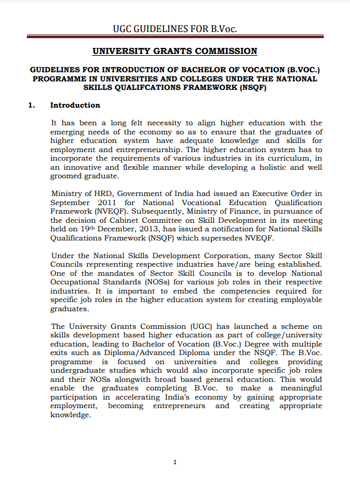 UGC GUIDELINES FOR B.Voc.
UNIVERSITY GRANTS COMMISSION
GUIDELINES FOR INTRODUCTION OF BACHELOR OF VOCATION (B.VOC.)
PROGRAMME IN UNIVERSITIES AND COLLEGES UNDER THE NATIONAL
SKILLS QUALIFCATIONS FRAMEWORK (NSQF)
1. Introduction
It has been a long felt necessity to align higher education with the
emerging needs of the economy so as to ensure that the graduates of
higher education system have adequate knowledge and skills for
employment and entrepreneurship. The higher education system has to
incorporate the requirements of various industries in its curriculum, in
an innovative and flexible manner while developing a holistic and well
groomed graduate.
Ministry of HRD, Government of India had issued an Executive Order in
September 2011 for National Vocational Education Qualification
Framework (NVEQF). Subsequently, Ministry of Finance, in pursuance of
the decision of Cabinet Committee on Skill Development in its meeting
held on 19th December, 2013, has issued a notification for National Skills
Qualifications Framework (NSQF) which supersedes NVEQF.
Under the National Skills Development Corporation, many Sector Skill
Councils representing respective industries have/are being established.
One of the mandates of Sector Skill Councils is to develop National
Occupational Standards (NOSs) for various job roles in their respective
industries. It is important to embed the competencies required for
specific job roles in the higher education system for creating employable
graduates.
The University Grants Commission (UGC) has launched a scheme on
skills development based higher education as part of college/university
education, leading to Bachelor of Vocation (B.Voc.) Degree with multiple
exits such as Diploma/Advanced Diploma under the NSQF. The B.Voc.
programme is focused on universities and colleges providing
undergraduate studies which would also incorporate specific job roles
and their NOSs alongwith broad based general education. This would
enable the graduates completing B.Voc. to make a meaningful
participation in accelerating India's economy by gaining appropriate
employment, becoming entrepreneurs and creating appropriate
knowledge.
1